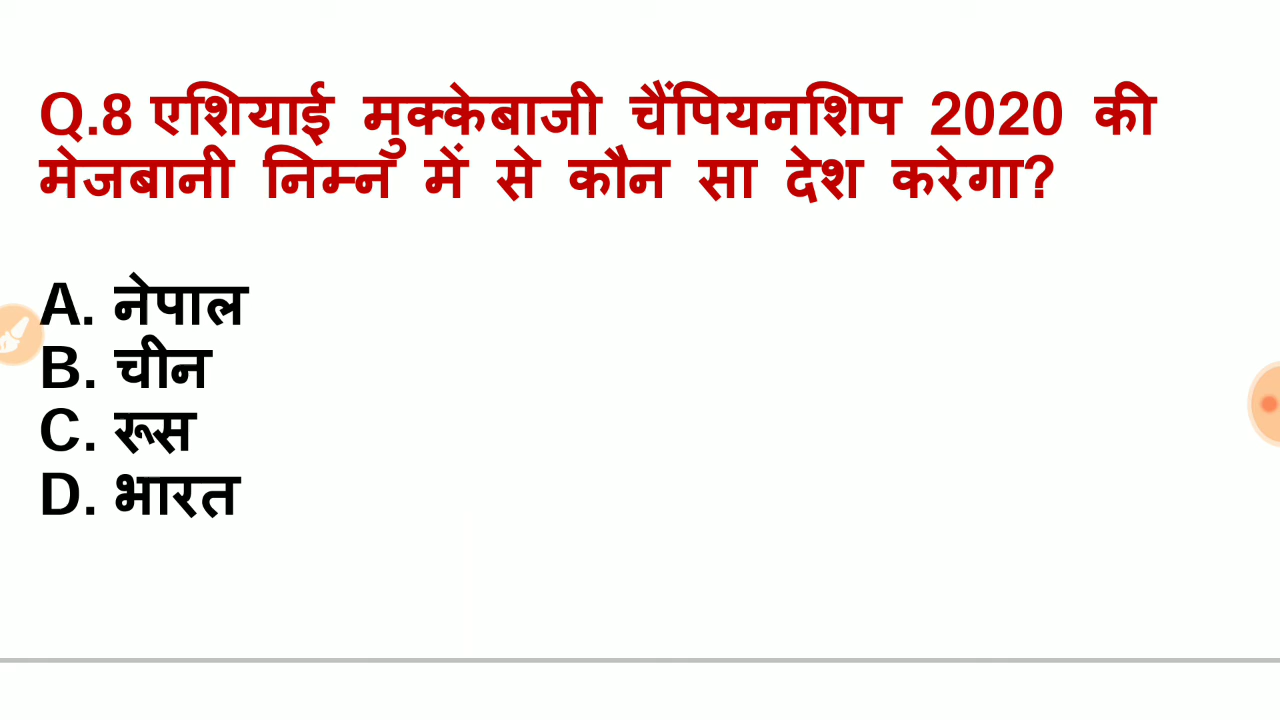 Q.8 एशियाई मुक्केबाजी चैंपियनशिप 2020 की
मेजबानी निम्न में से कौन सा देश करेगा?
A. नेपाल
B. चीन
C. रूस
D. भारत